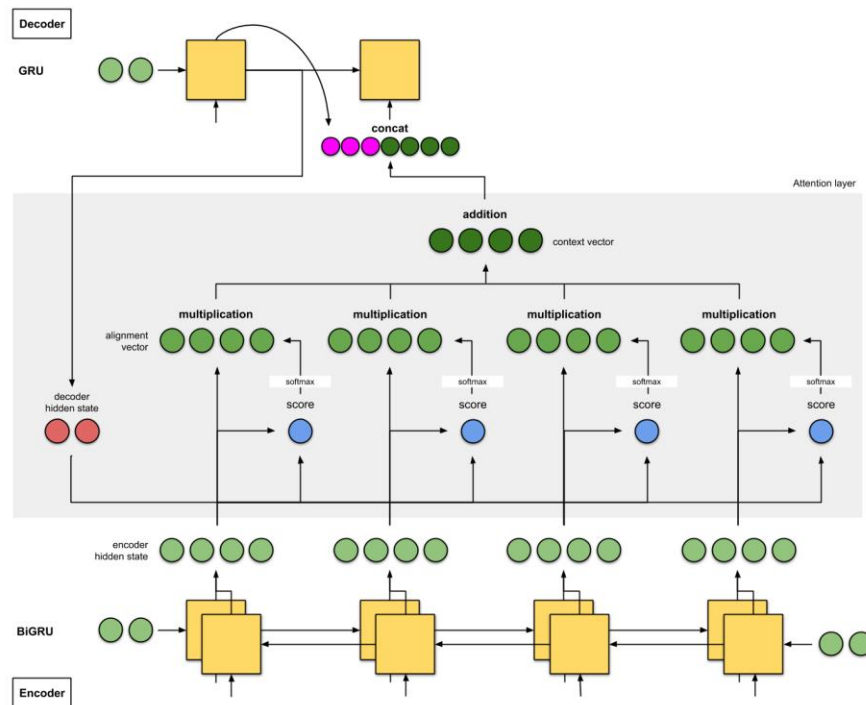 Decoder
GRU
concat
Attention layer
addition
context vector
multiplication
multiplication
multiplication
multiplication
alignment
vector
softmax
softmax
softmax
softmax
decoder
hidden state
score
score
score
score
encoder
hidden state
BiGRU
Encoder